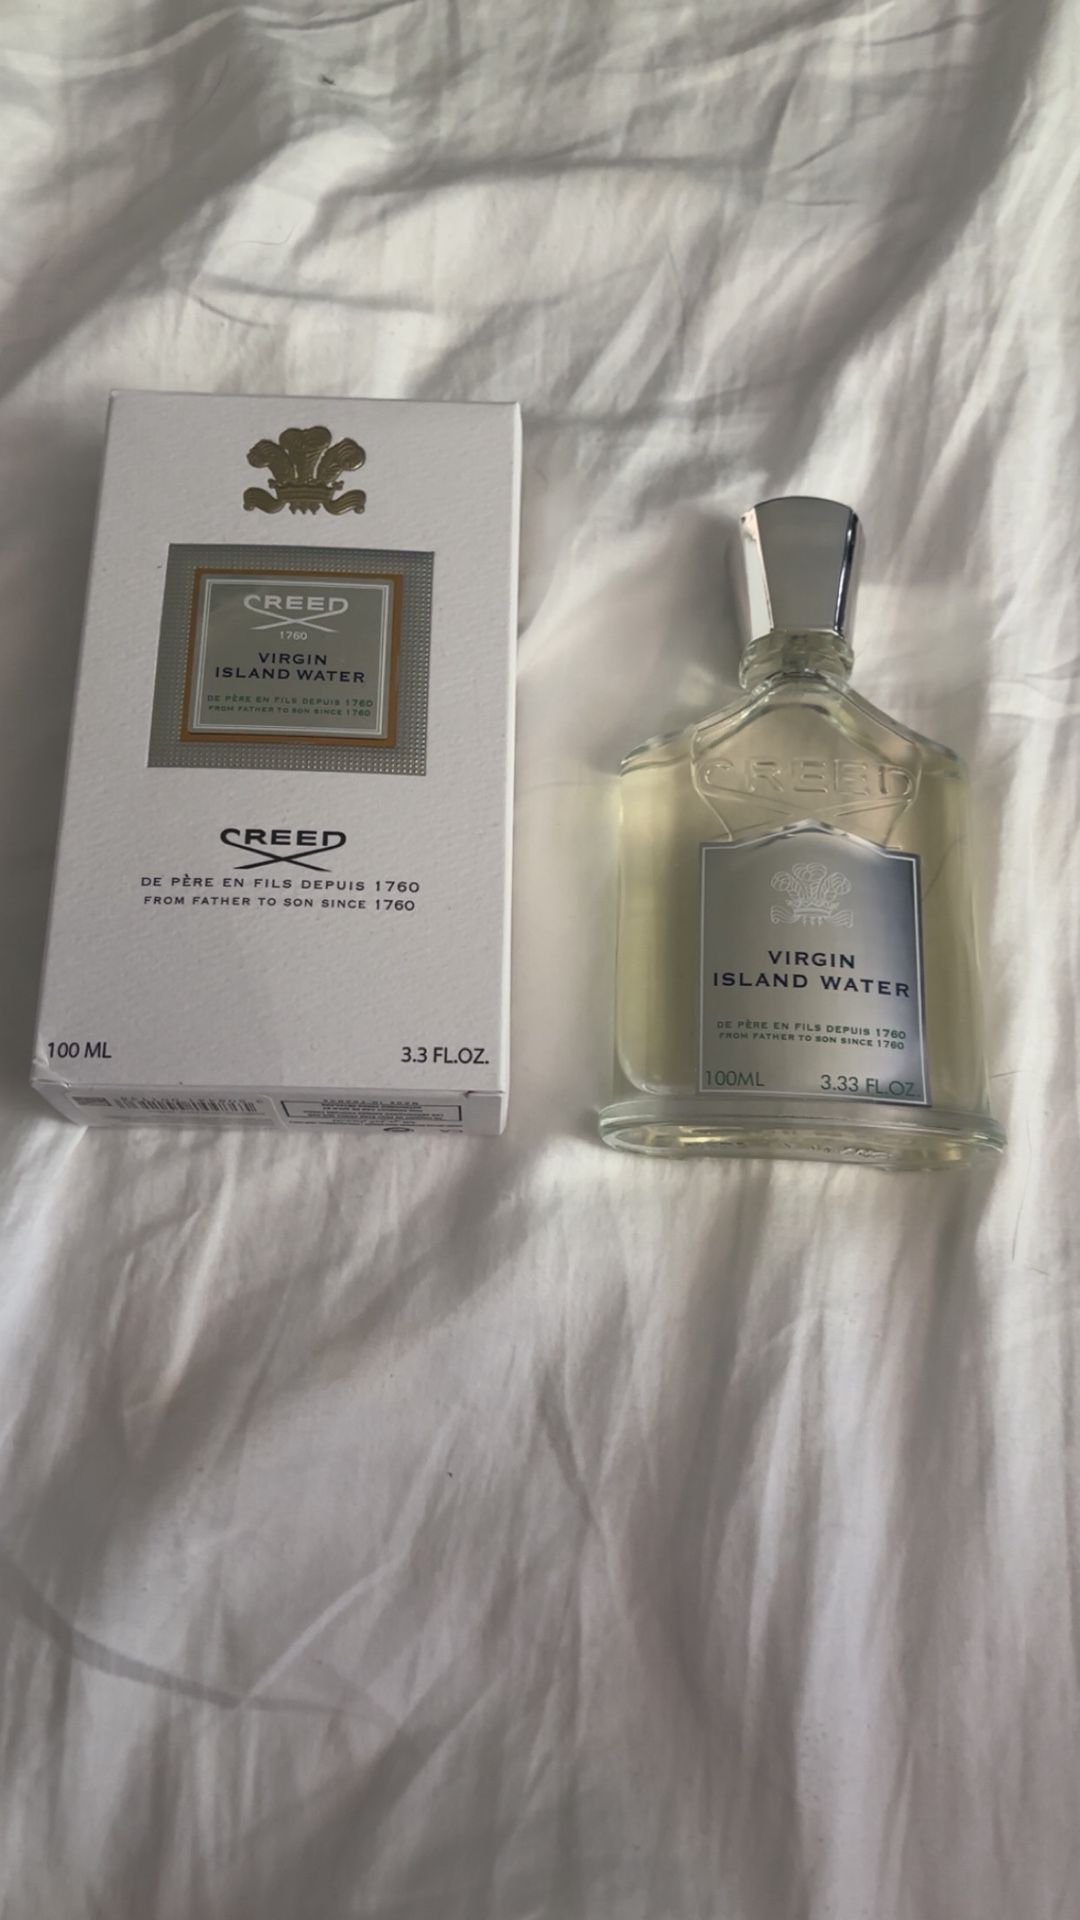 CREED
1760
VIRGIN
ISLAND WATER
DE PÈRE EN FILS DEPUIS 1760
FROM FATHER TO SON SINCE 1760
CREED
DE PÈRE EN FILS DEPUIS 1760
FROM FATHER TO SON SINCE 1760
100 ML 3.3 FL.OZ.
CREED
VIRGIN
ISLAND WATER
DE PÈRE EN FILS DEPUIS 1760
FROM FATHER TO SON SINCE 1760
100ML 3.33 FL.OZ.